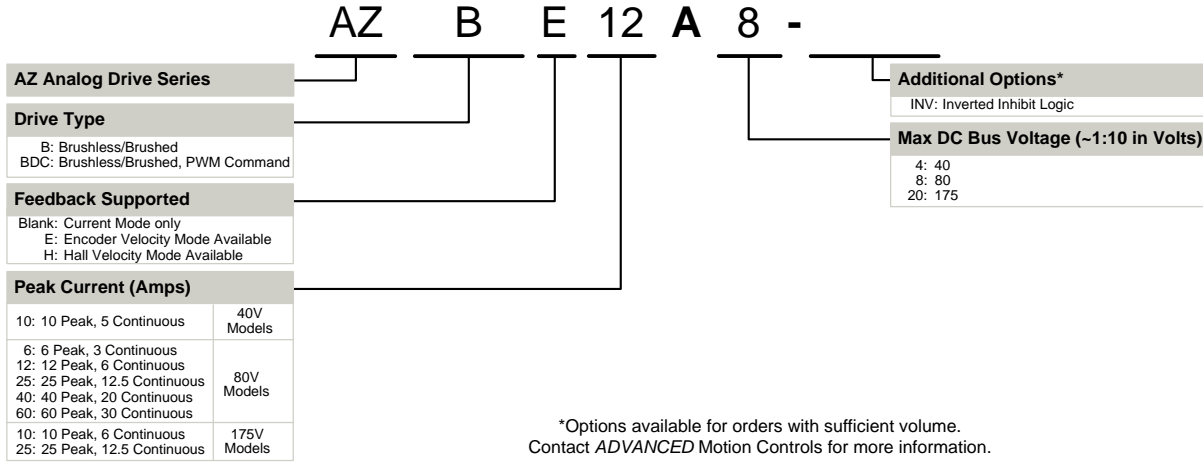 AZ B E 12 A 8 -
AZ Analog Drive Series
Drive Type
B: Brushless/Brushed
BDC: Brushless/Brushed, PWM Command
Feedback Supported
Blank: Current Mode only
E: Encoder Velocity Mode Available
H: Hall Velocity Mode Available
Peak Current (Amps)
10: 10 Peak, 5 Continuous
40V
Models
6: 6 Peak, 3 Continuous
12: 12 Peak, 6 Continuous
25: 25 Peak, 12.5 Continuous
40: 40 Peak, 20 Continuous
60: 60 Peak, 30 Continuous
80V
Models
10: 10 Peak, 6 Continuous
25: 25 Peak, 12.5 Continuous
175V
Models
Additional Options*
INV: Inverted Inhibit Logic
Max DC Bus Voltage (~1:10 in Volts)
4: 40
8: 80
20: 175
*Options available for orders with sufficient volume.
Contact ADVANCED Motion Controls for more information.